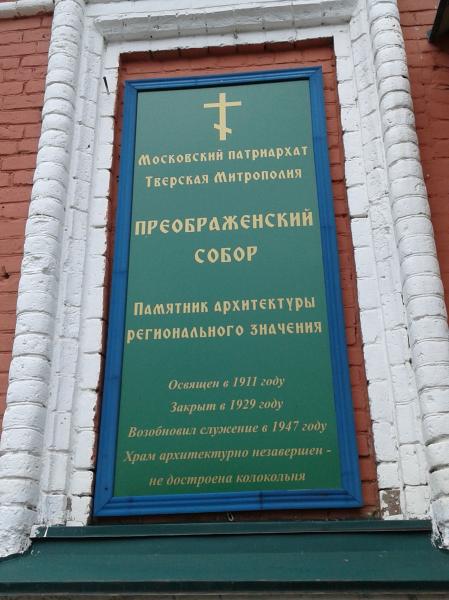 Московский патриархат
Тверская Митрополия
ПРЕОБРАЖЕНСКИЙ
СОБОР
Памятник архитектуры
регионального значения
Освящен в 1911 году
Закрыт в 1929 году
Возобновил служение в 1947 году
Храм архитектурно незавершен -
не достроена колокольня